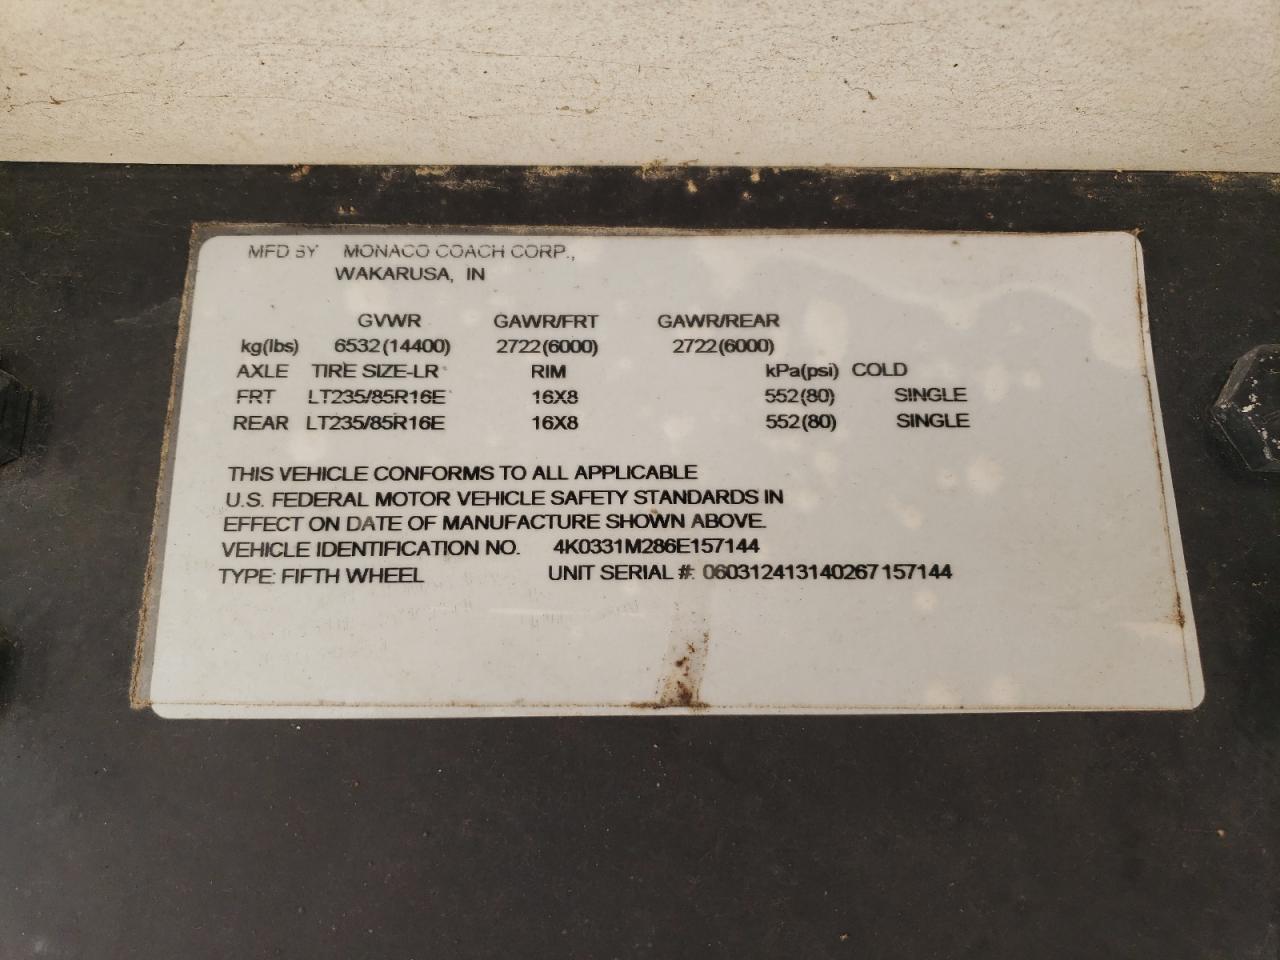 MFD BY MONACO COACH CORP.,
WAKARUSA, IN
GVWR GAWR/FRT GAWR/REAR
kg(lbs) 6532(14400) 2722(6000) 2722(6000)
AXLE TIRE SIZE-LR RIM kPa(psi) COLD
FRT LT235/85R16E 16X8 552(80) SINGLE
REAR LT235/85R16E 16X8 552(80) SINGLE
THIS VEHICLE CONFORMS TO ALL APPLICABLE
U.S. FEDERAL MOTOR VEHICLE SAFETY STANDARDS IN
EFFECT ON DATE OF MANUFACTURE SHOWN ABOVE.
VEHICLE IDENTIFICATION NO. 4K0331M286E157144
TYPE: FIFTH WHEEL UNIT SERIAL #: 060312413140267157144